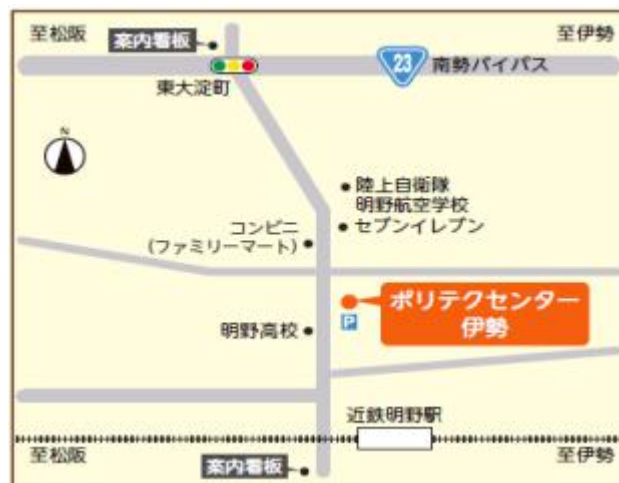 至松阪
案内看板
至伊勢
23
南勢バイパス
東大淀町
N
陸上自衛隊
明野航空学校
コンビニ
(ファミリーマート)
セブンイレブン
ポリテクセンター
伊勢
P
明野高校
近鉄明野駅
至松阪
案内看板
至伊勢